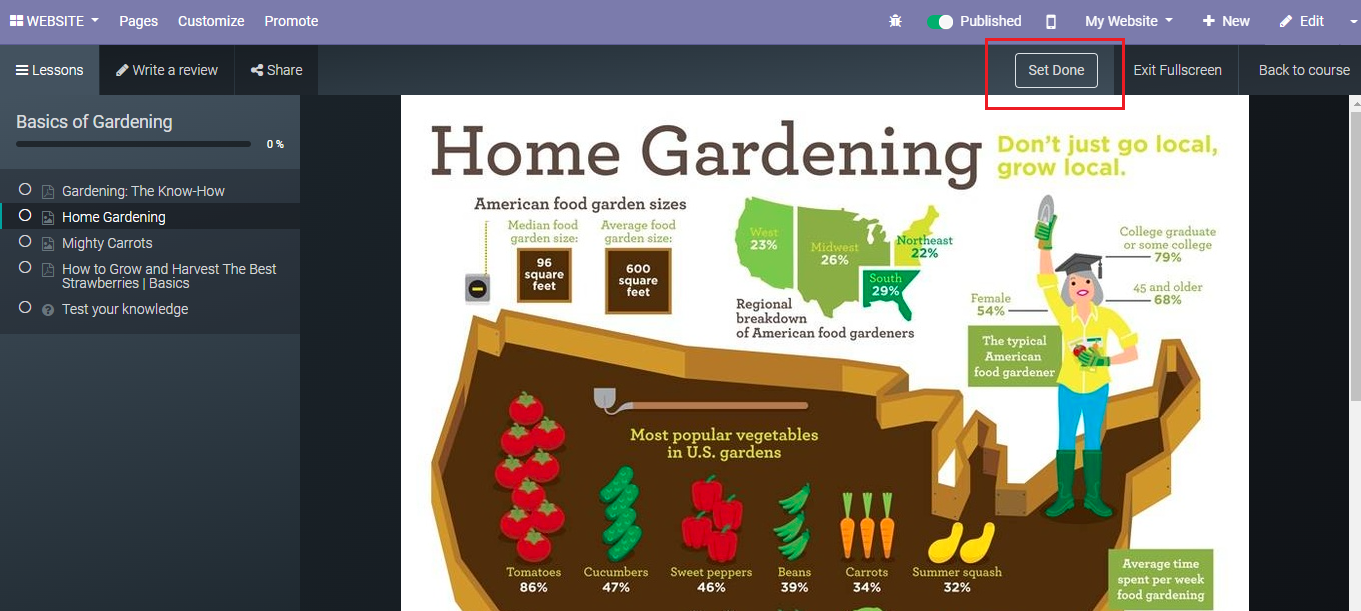 WEBSITE
Pages
Customize
Promote
Published
My Website
New
Edit
Lessons
Write a review
Share
Set Done
Exit Fullscreen
Back to course
Basics of Gardening
0 %
Gardening: The Know-How
Home Gardening
Mighty Carrots
How to Grow and Harvest The Best
Strawberries | Basics
Test your knowledge
Home Gardening
Don't just go local,
grow local.
American food garden sizes
Median food
garden size:
96
square
feet
Average food
garden size:
600
square
feet
West
23%
Midwest
26%
Northeast
22%
South
29%
Regional
breakdown
of American food gardeners
College graduate
or some college
79%
45 and older
68%
Female
54%
The typical
American
food gardener
Most popular vegetables
in U.S. gardens
Tomatoes
86%
Cucumbers
47%
Sweet peppers
46%
Beans
39%
Carrots
34%
Summer squash
32%
Average time
spent per week
food gardening